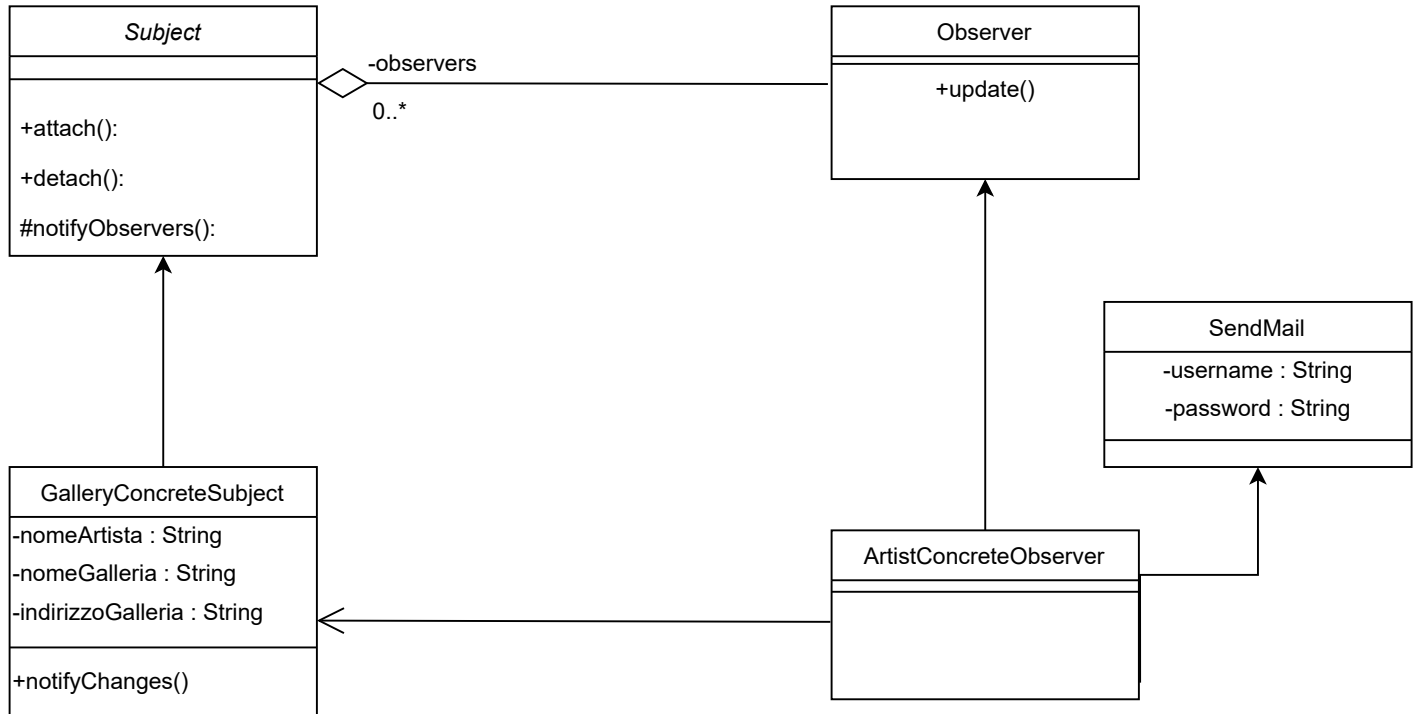 Subject
+attach():
+detach():
#notifyObservers():
-observers
0..*
Observer
+update()
SendMail
-username : String
-password : String
GalleryConcreteSubject
-nomeArtista : String
-nomeGalleria : String
-indirizzoGalleria : String
+notifyChanges()
ArtistConcreteObserver